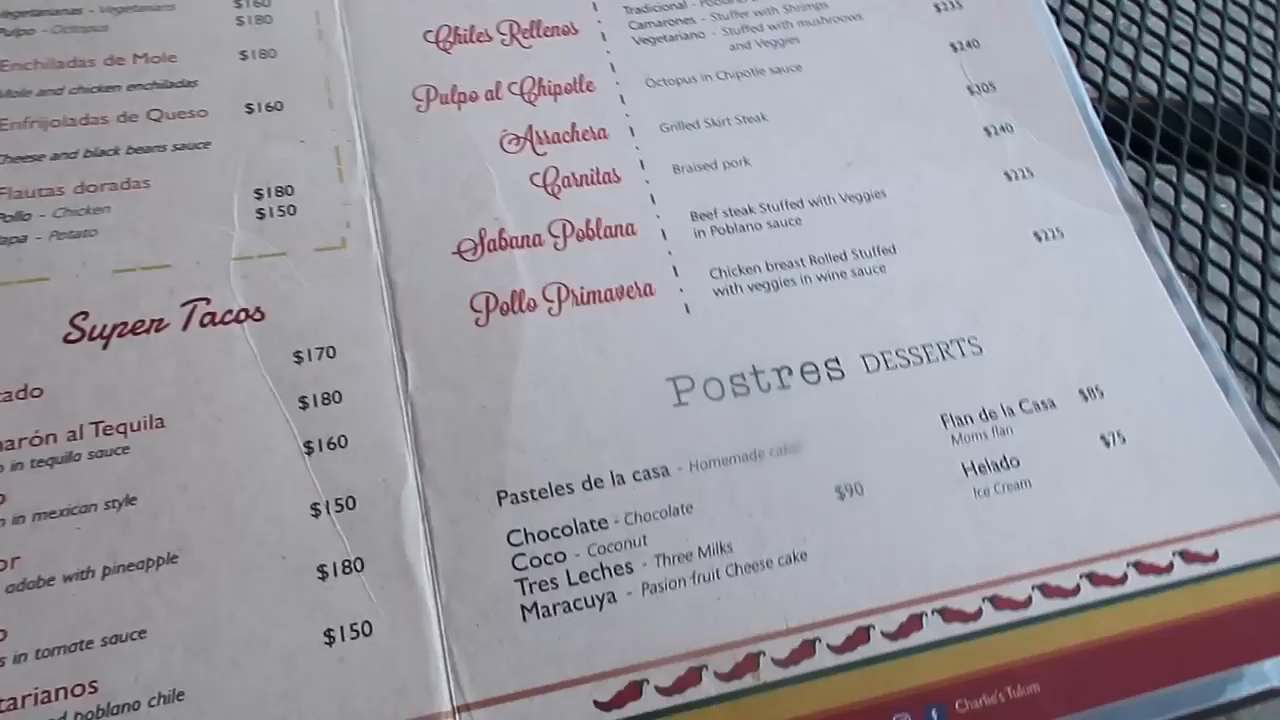 Vegetarianas - Vegetarians $160
Pulpo - Octopus $180
Enchiladas de Mole $180
Mole and chicken enchiladas
Enfrijoladas de Queso $160
Cheese and black beans sauce
Flautas doradas
Pollo - Chicken $180
Papa - Potato $150
Super Tacos
$170
$180
al Tequila
in tequila sauce $160
in mexican style $150
adobe with pineapple $180
in tomate sauce $150
poblano chile
Tradicional -
Chiles Rellenos Camarones - Stuffer with Shrimps $225
Vegetariano - Stuffed with mushrooms
and Veggies
Pulpo al Chipotle Octopus in Chipotle sauce $240
Arrachera Grilled Skirt Steak $305
Carnitas Braised pork $240
Sabana Poblana Beef steak Stuffed with Veggies $225
in Poblano sauce
Pollo Primavera Chicken breast Rolled Stuffed $225
with veggies in wine sauce
Postres DESSERTS
Pasteles de la casa - Homemade cakes
Chocolate - Chocolate $90
Coco - Coconut
Tres Leches - Three Milks
Maracuya - Pasion fruit Cheese cake
Flan de la Casa $85
Moms flan
Helado $75
Ice Cream
Charlie's Tulum